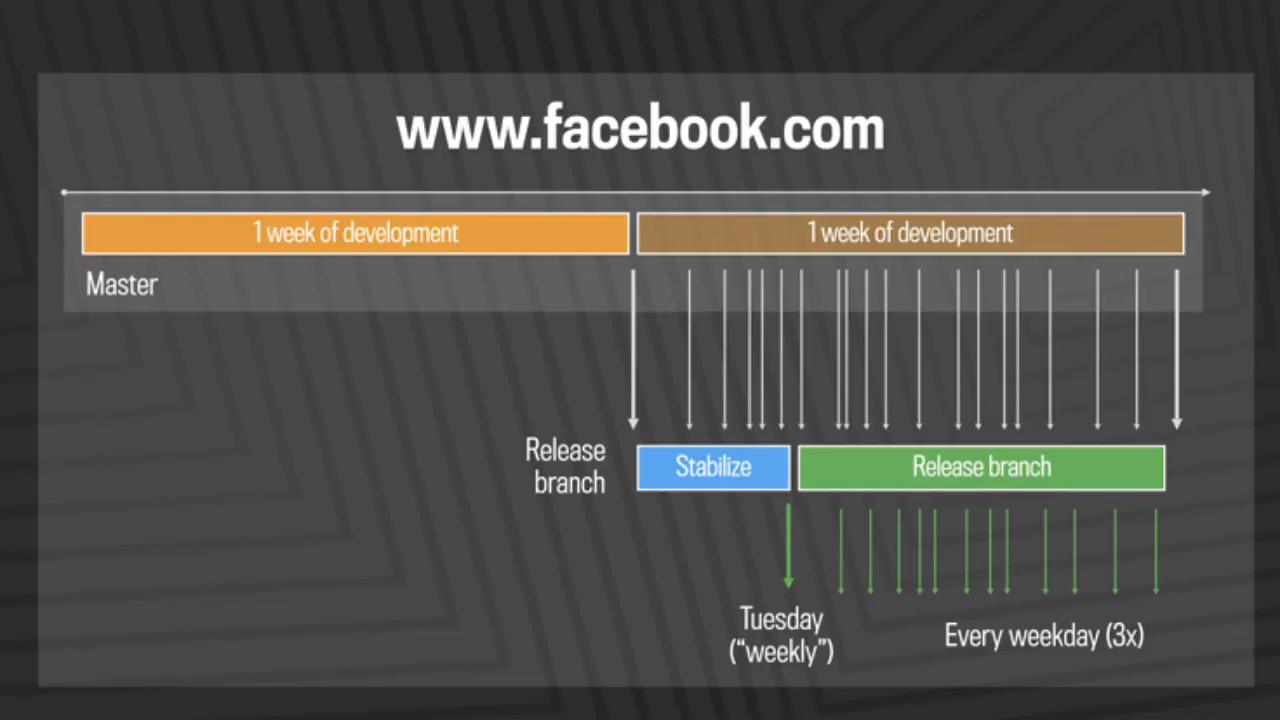 www.facebook.com
1 week of development
1 week of development
Master
Release
branch
Stabilize
Release branch
Tuesday
(“weekly”)
Every weekday (3x)